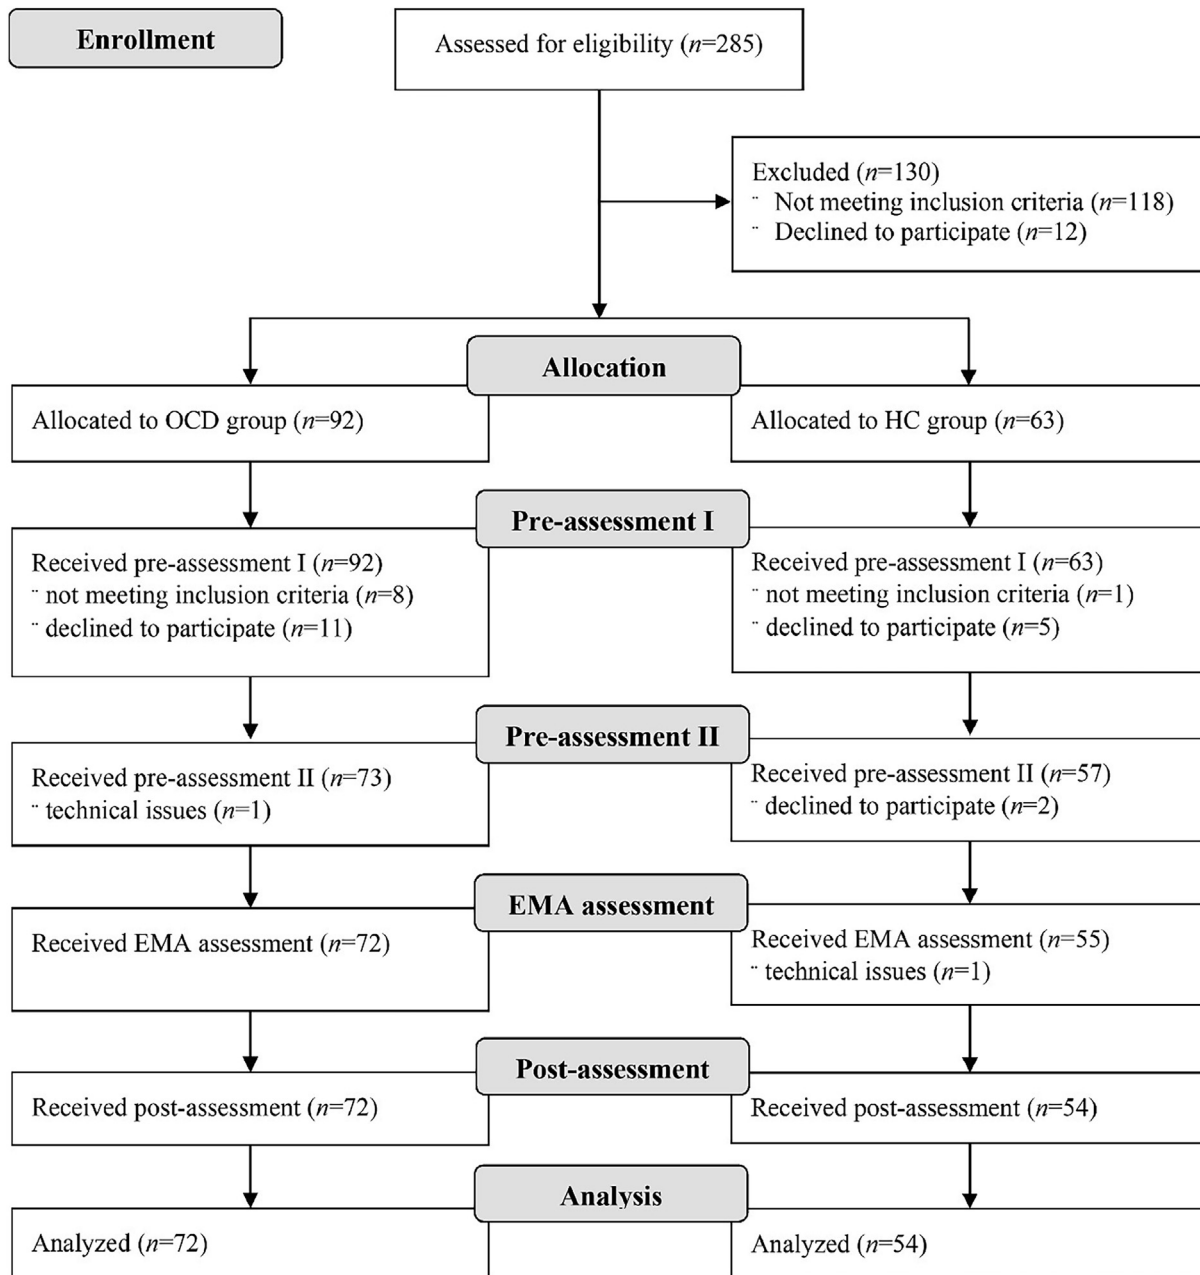 Enrollment
Assessed for eligibility (n=285)
Excluded (n=130)
¨ Not meeting inclusion criteria (n=118)
¨ Declined to participate (n=12)
Allocation
Allocated to OCD group (n=92)
Allocated to HC group (n=63)
Pre-assessment I
Received pre-assessment I (n=92)
¨ not meeting inclusion criteria (n=8)
¨ declined to participate (n=11)
Received pre-assessment I (n=63)
¨ not meeting inclusion criteria (n=1)
¨ declined to participate (n=5)
Pre-assessment II
Received pre-assessment II (n=73)
¨ technical issues (n=1)
Received pre-assessment II (n=57)
¨ declined to participate (n=2)
EMA assessment
Received EMA assessment (n=72)
Received EMA assessment (n=55)
¨ technical issues (n=1)
Post-assessment
Received post-assessment (n=72)
Received post-assessment (n=54)
Analysis
Analyzed (n=72)
Analyzed (n=54)